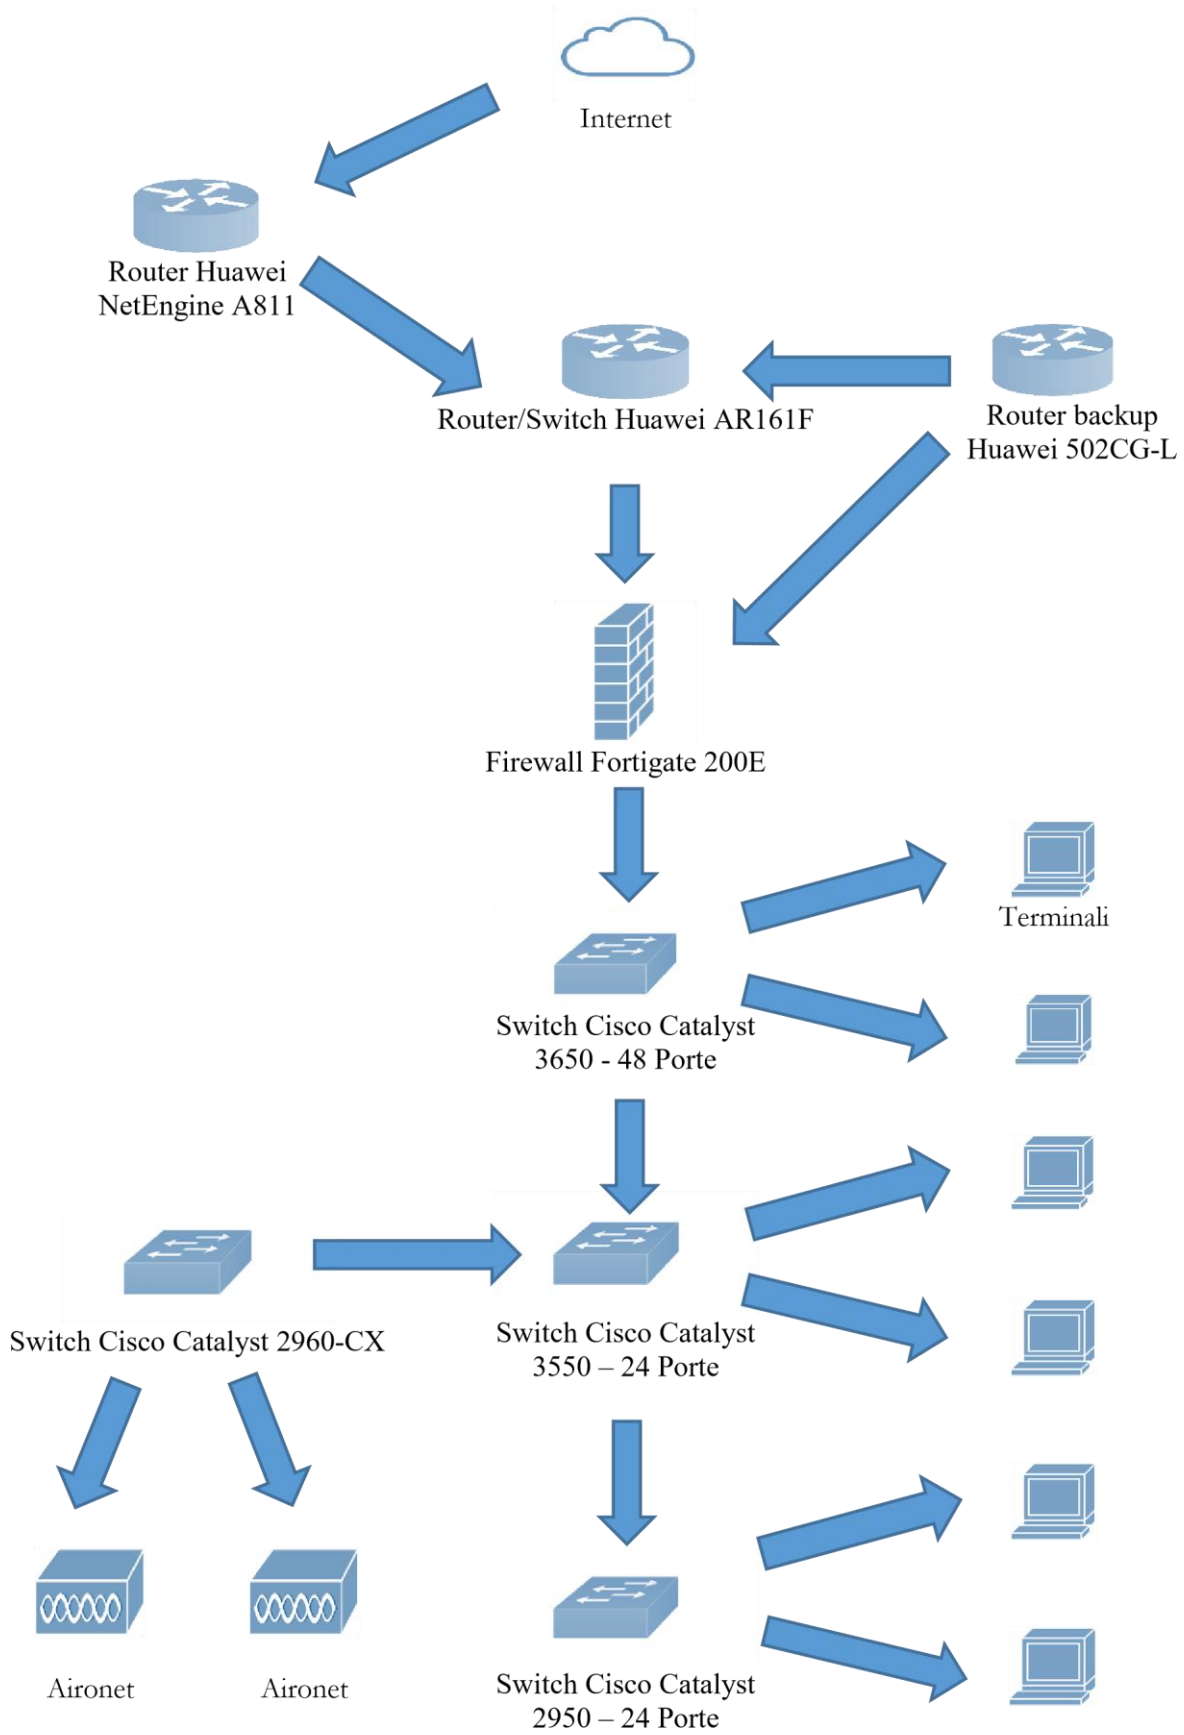 Internet
Router Huawei
NetEngine A811
Router/Switch Huawei AR161F
Router backup
Huawei 502CG-L
Firewall Fortigate 200E
Terminali
Switch Cisco Catalyst
3650 - 48 Porte
Switch Cisco Catalyst 2960-CX
Switch Cisco Catalyst
3550 – 24 Porte
Aironet
Aironet
Switch Cisco Catalyst
2950 – 24 Porte